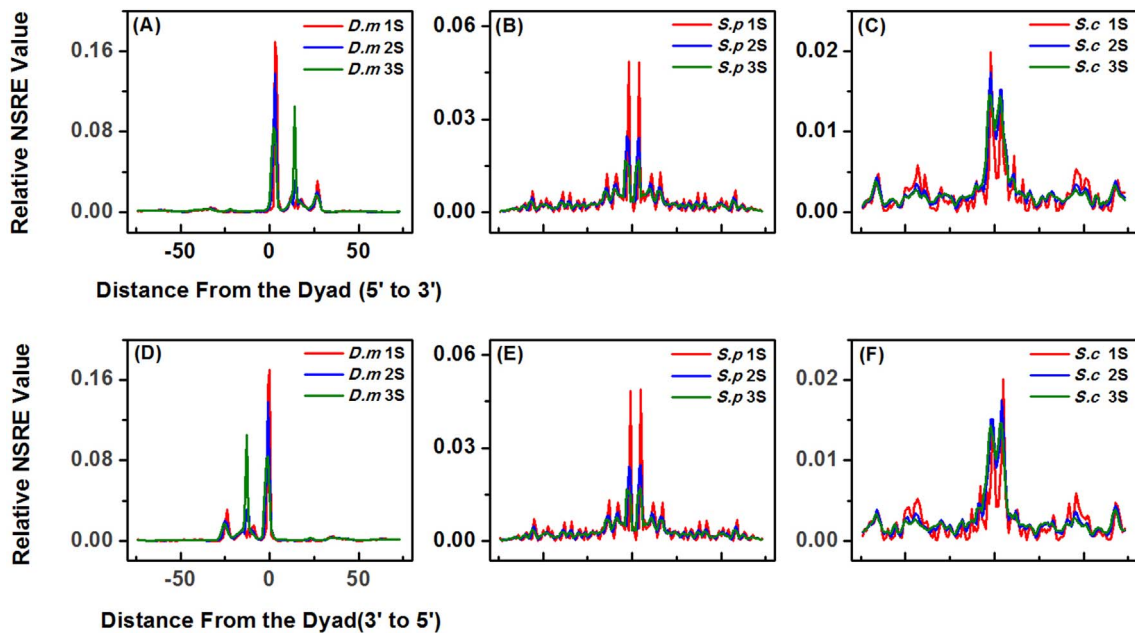 (A)
D.m 1S
D.m 2S
D.m 3S
0.16
0.08
0.00
-50 0 50
Relative NSRE Value
(B)
S.p 1S
S.p 2S
S.p 3S
0.06
0.03
0.00
(C)
S.c 1S
S.c 2S
S.c 3S
0.02
0.01
0.00
Distance From the Dyad (5' to 3')
(D)
D.m 1S
D.m 2S
D.m 3S
0.16
0.08
0.00
-50 0 50
Relative NSRE Value
(E)
S.p 1S
S.p 2S
S.p 3S
0.06
0.03
0.00
(F)
S.c 1S
S.c 2S
S.c 3S
0.02
0.01
0.00
Distance From the Dyad(3' to 5')